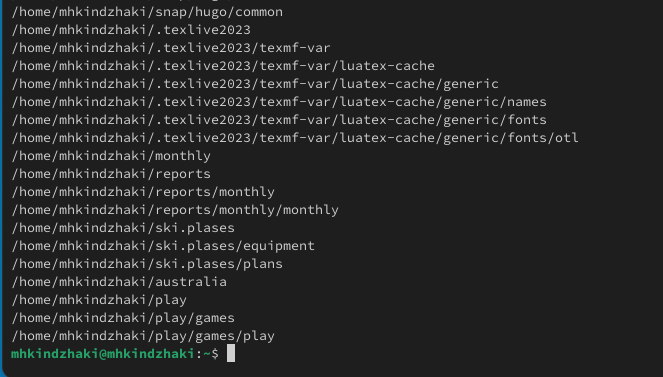 /home/mhkindzhaki/snap/hugo/common
/home/mhkindzhaki/.texlive2023
/home/mhkindzhaki/.texlive2023/texmf-var
/home/mhkindzhaki/.texlive2023/texmf-var/luatex-cache
/home/mhkindzhaki/.texlive2023/texmf-var/luatex-cache/generic
/home/mhkindzhaki/.texlive2023/texmf-var/luatex-cache/generic/names
/home/mhkindzhaki/.texlive2023/texmf-var/luatex-cache/generic/fonts
/home/mhkindzhaki/.texlive2023/texmf-var/luatex-cache/generic/fonts/otl
/home/mhkindzhaki/monthly
/home/mhkindzhaki/reports
/home/mhkindzhaki/reports/monthly
/home/mhkindzhaki/reports/monthly/monthly
/home/mhkindzhaki/ski.plases
/home/mhkindzhaki/ski.plases/equipment
/home/mhkindzhaki/ski.plases/plans
/home/mhkindzhaki/australia
/home/mhkindzhaki/play
/home/mhkindzhaki/play/games
/home/mhkindzhaki/play/games/play
mhkindzhaki@mhkindzhaki:~$